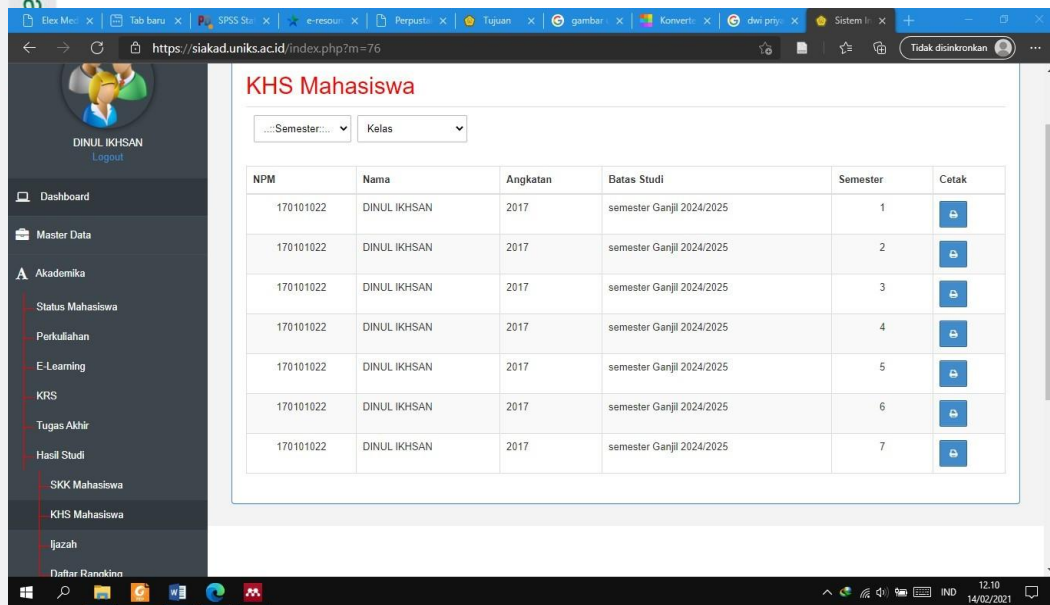 Elex Med
Tab baru
SPSS Sta
e-resour
Perpusta
Tujuan
gambar
Konverte
dwi priya
Sistem In
https://siakad.uniks.ac.id/index.php?m=76
Tidak disinkronkan
DINUL IKHSAN
Logout
Dashboard
Master Data
A Akademika
Status Mahasiswa
Perkuliahan
E-Learning
KRS
Tugas Akhir
Hasil Studi
SKK Mahasiswa
KHS Mahasiswa
Ijazah
Daftar Rangking
KHS Mahasiswa
..::Semester::.. Kelas
NPM Nama Angkatan Batas Studi Semester Cetak
170101022 DINUL IKHSAN 2017 semester Ganjil 2024/2025 1
170101022 DINUL IKHSAN 2017 semester Ganjil 2024/2025 2
170101022 DINUL IKHSAN 2017 semester Ganjil 2024/2025 3
170101022 DINUL IKHSAN 2017 semester Ganjil 2024/2025 4
170101022 DINUL IKHSAN 2017 semester Ganjil 2024/2025 5
170101022 DINUL IKHSAN 2017 semester Ganjil 2024/2025 6
170101022 DINUL IKHSAN 2017 semester Ganjil 2024/2025 7
IND
12.10
14/02/2021